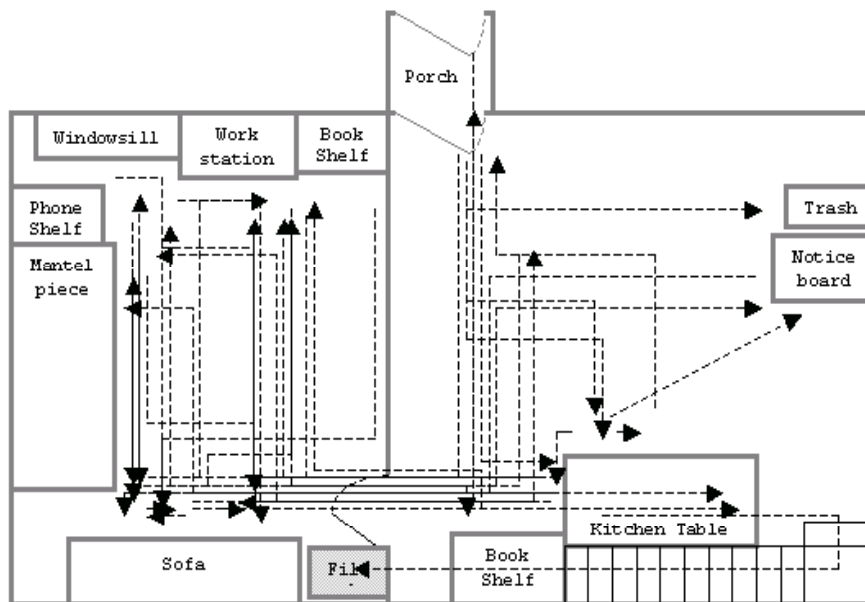 Porch
Windowsill
Work
station
Book
Shelf
Phone
Shelf
Trash
Mantel
piece
Notice
board
Kitchen Table
Sofa
Book
Shelf